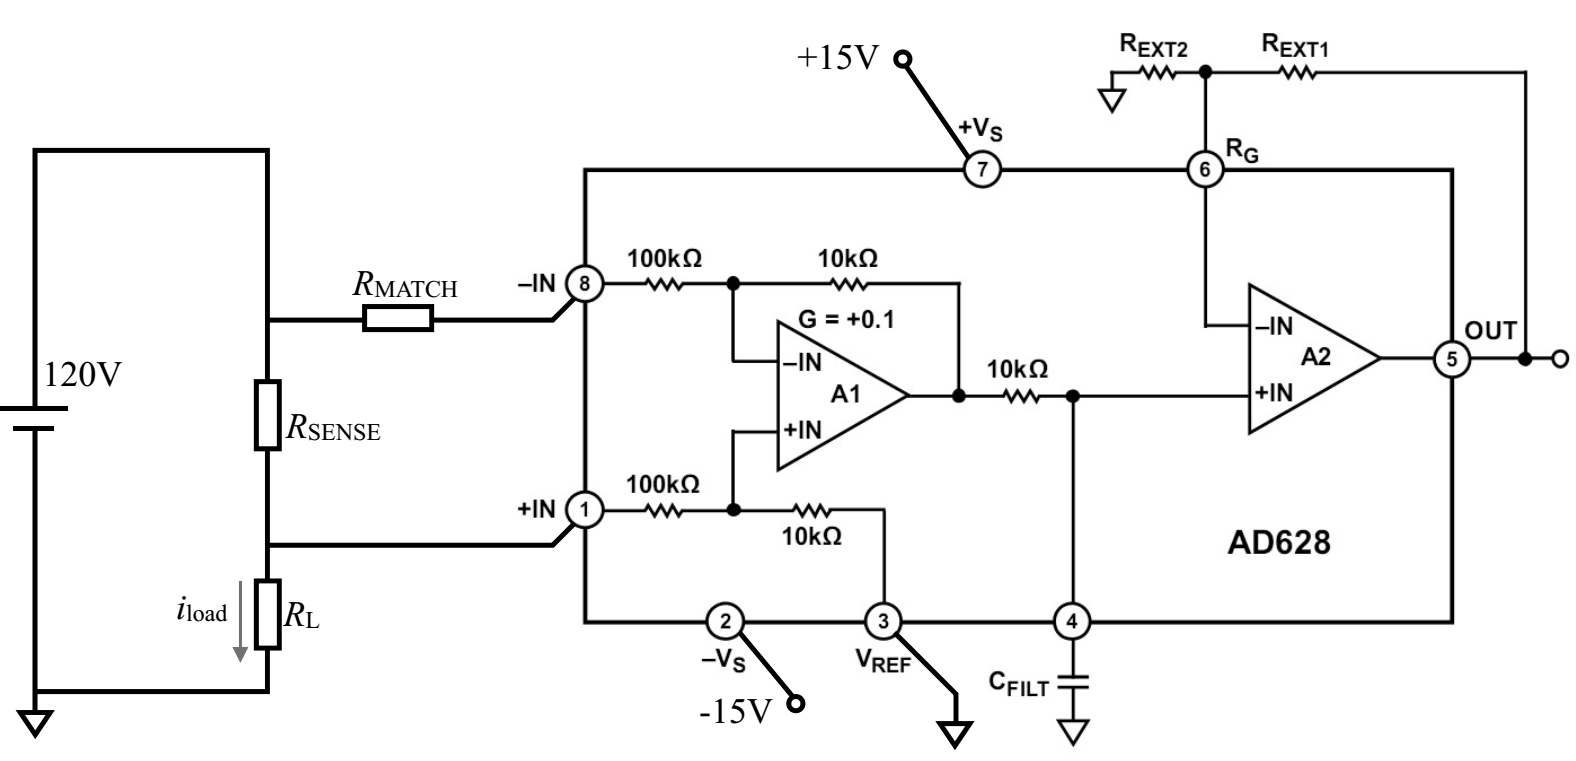 +15V
REXT2
REXT1
+VS
7
6
RG
RMATCH
–IN
8
100kΩ
10kΩ
G = +0.1
–IN
A1
+IN
120V
RSENSE
10kΩ
–IN
A2
+IN
5
OUT
+IN
1
100kΩ
10kΩ
AD628
iload
RL
2
–VS
3
VREF
4
CFILT
-15V